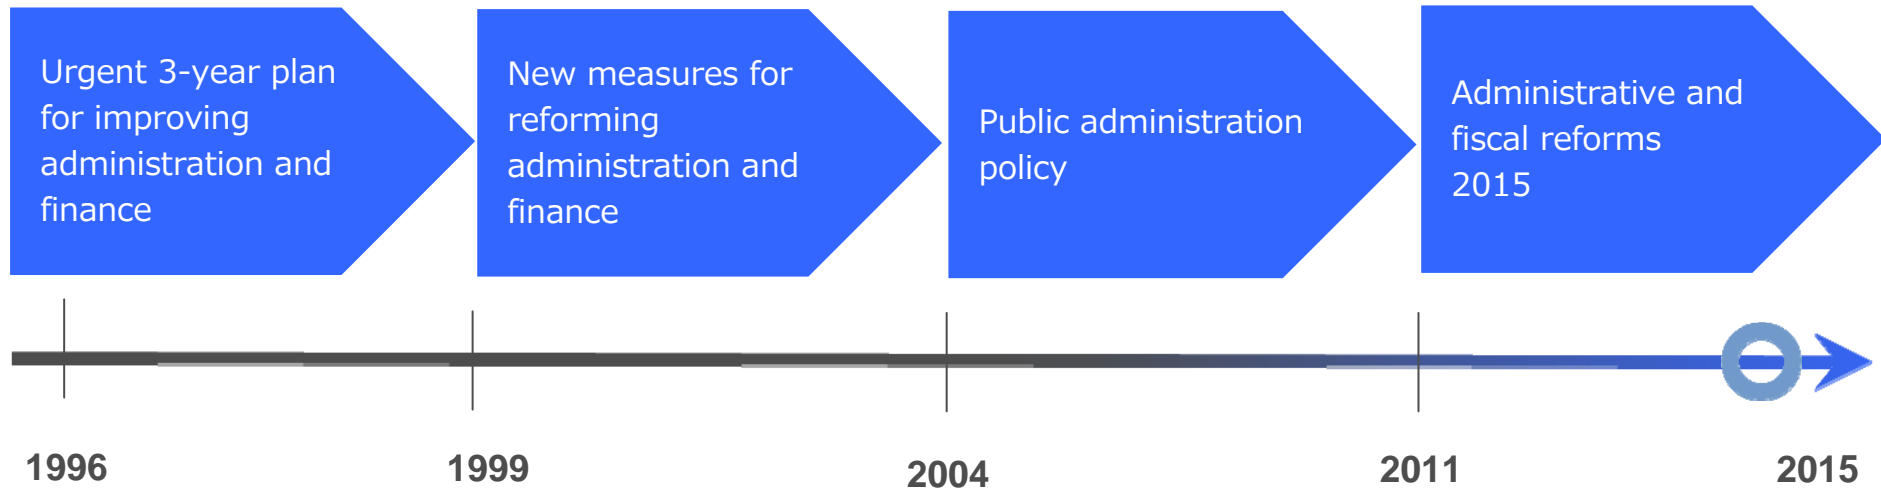 Urgent 3-year plan
for improving
administration and
finance
New measures for
reforming
administration and
finance
Public administration
policy
Administrative and
fiscal reforms
2015
1996
1999
2004
2011
2015